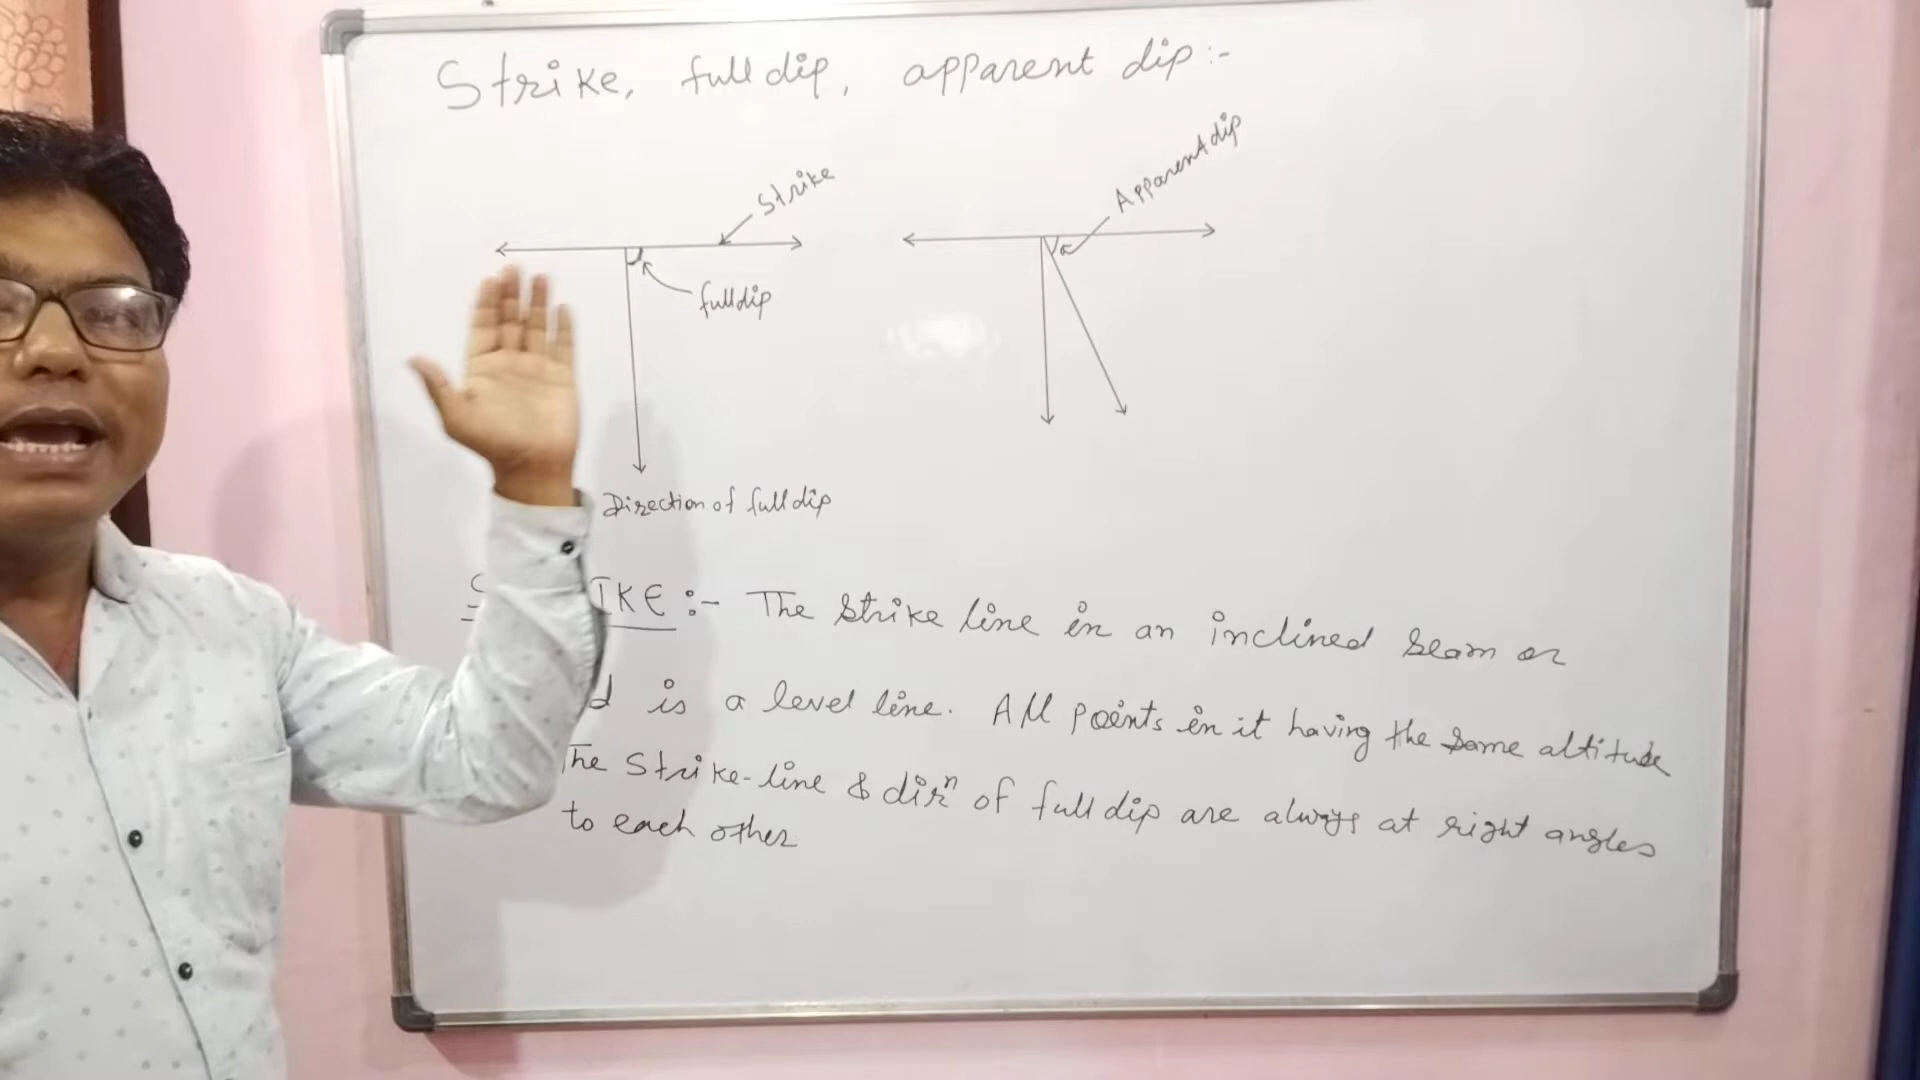 Strike, full dip, apparent dip :-
Strike
full dip
Direction of full dip
Apparent dip
IKE :- The strike line in an inclined seam or
is a level line. All points in it having the same altitude
The Strike-line & dirⁿ of full dip are always at right angles
to each other